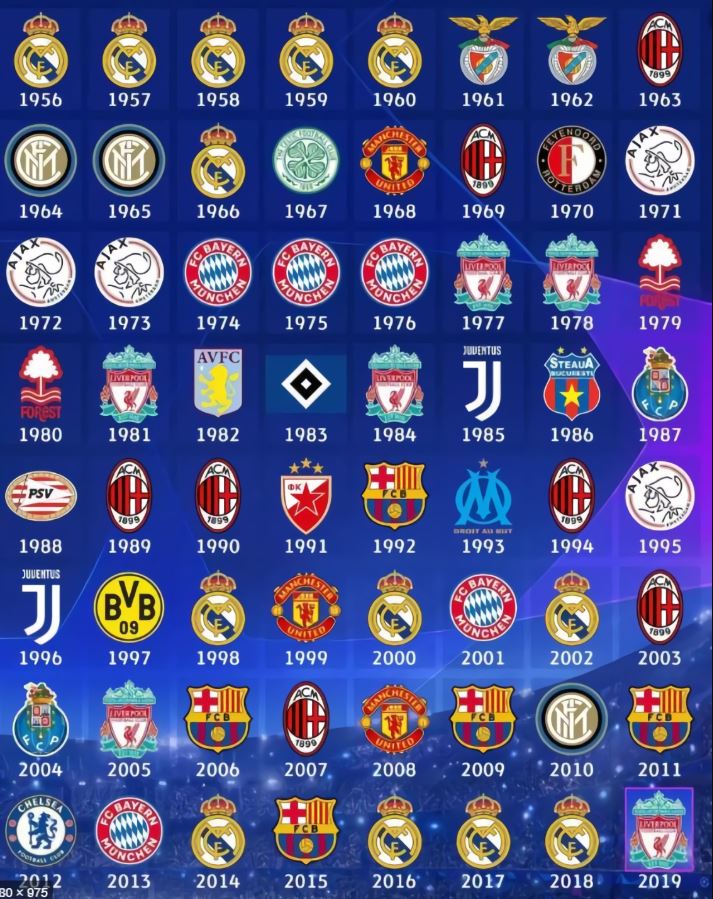 1956 1957 1958 1959 1960 1961 1962 1963
ACM
1899
1964 1965 1966 1967 1968 1969 1970 1971
THE CELTIC FOOTBALL CLUB
MANCHESTER
UNITED
ACM
1899
FEYENOORD
F
ROTTERDAM
AJAX
1972 1973 1974 1975 1976 1977 1978 1979
AJAX
AJAX
FC BAYERN
MÜNCHEN
FC BAYERN
MÜNCHEN
FC BAYERN
MÜNCHEN
LIVERPOOL
LIVERPOOL
FOREST
1980 1981 1982 1983 1984 1985 1986 1987
FOREST
LIVERPOOL
AVFC
LIVERPOOL
JUVENTUS
STEAUA
BUCURESTI
FCP
1988 1989 1990 1991 1992 1993 1994 1995
PSV
ACM
1899
ACM
1899
ФК
FCB
DROIT AU BUT
ACM
1899
AJAX
1996 1997 1998 1999 2000 2001 2002 2003
JUVENTUS
BVB
09
MANCHESTER
UNITED
FC BAYERN
MÜNCHEN
ACM
1899
2004 2005 2006 2007 2008 2009 2010 2011
FCP
LIVERPOOL
FCB
ACM
1899
MANCHESTER
UNITED
FCB
FCB
2012 2013 2014 2015 2016 2017 2018 2019
CHELSEA
FOOTBALL CLUB
FC BAYERN
MÜNCHEN
FCB
LIVERPOOL
80 × 975